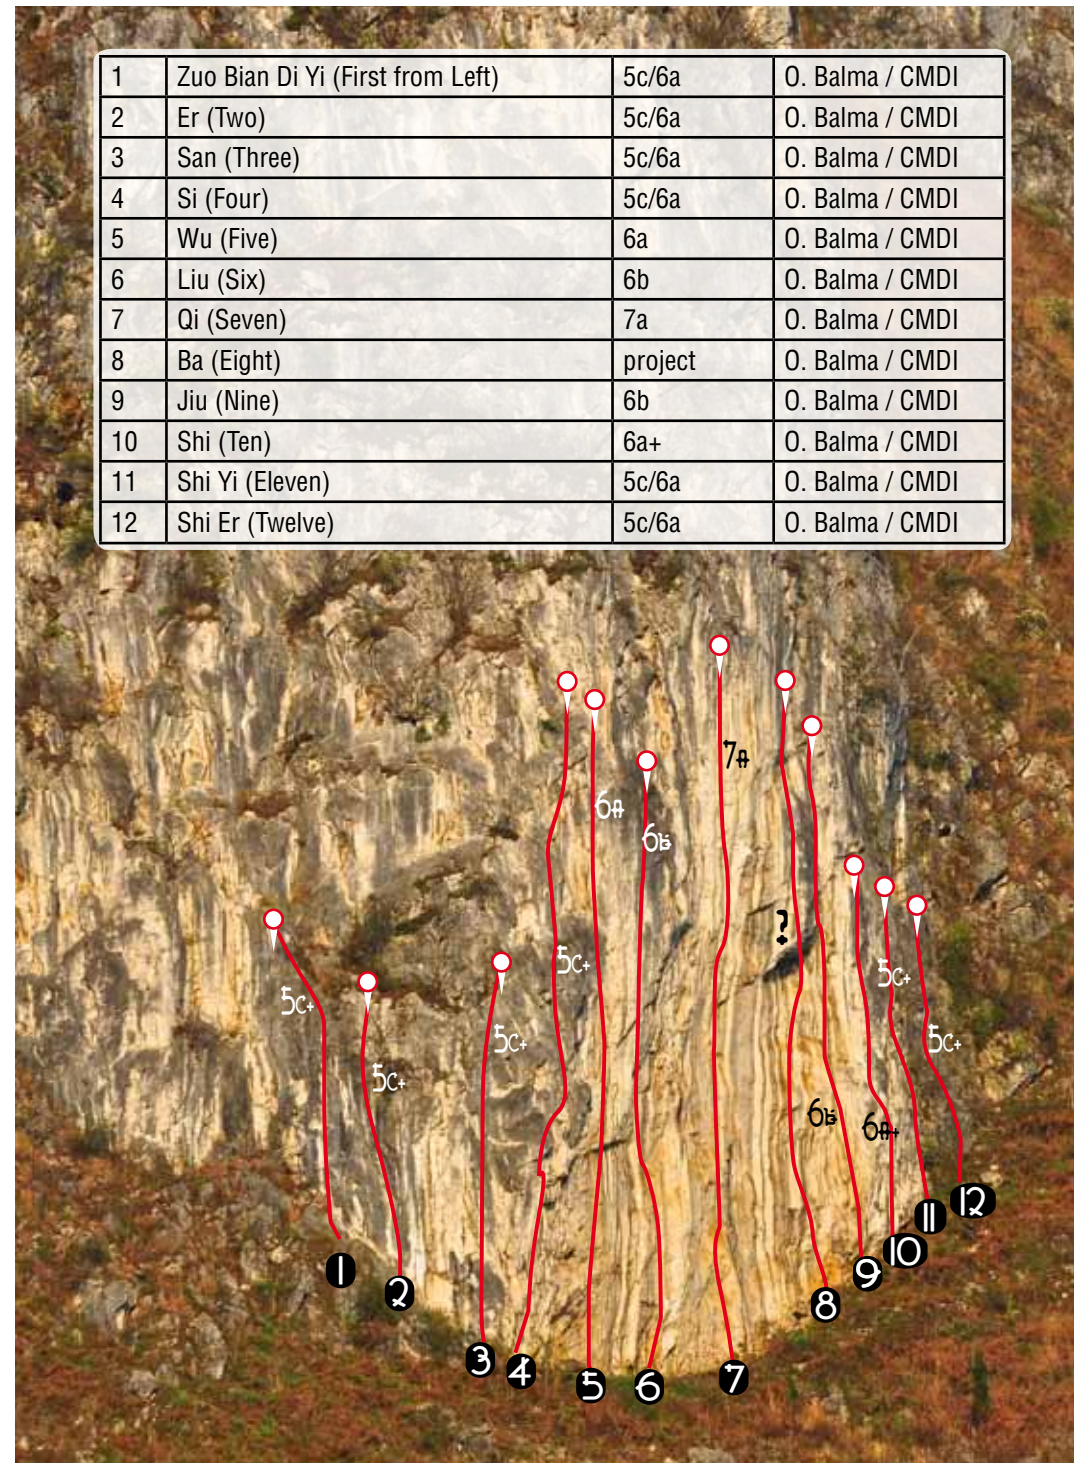 1 Zuo Bian Di Yi (First from Left) 5c/6a O. Balma / CMDI
2 Er (Two) 5c/6a O. Balma / CMDI
3 San (Three) 5c/6a O. Balma / CMDI
4 Si (Four) 5c/6a O. Balma / CMDI
5 Wu (Five) 6a O. Balma / CMDI
6 Liu (Six) 6b O. Balma / CMDI
7 Qi (Seven) 7a O. Balma / CMDI
8 Ba (Eight) project O. Balma / CMDI
9 Jiu (Nine) 6b O. Balma / CMDI
10 Shi (Ten) 6a+ O. Balma / CMDI
11 Shi Yi (Eleven) 5c/6a O. Balma / CMDI
12 Shi Er (Twelve) 5c/6a O. Balma / CMDI
7A
6A
6B
?
5C+
5C+
5C+
5C+
5C+
5C+
6B
6A+
1
2
3
4
5
6
7
8
9
10
11
12